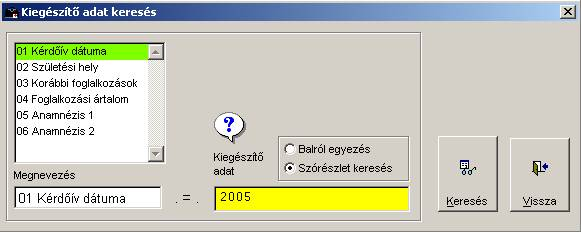 Kiegészítő adat keresés
01 Kérdőív dátuma
02 Születési hely
03 Korábbi foglalkozások
04 Foglalkozási ártalom
05 Anamnézis 1
06 Anamnézis 2
?
Kiegészítő
adat
Balról egyezés
Szórészlet keresés
Megnevezés
01 Kérdőív dátuma
. = .
2005
Keresés
Vissza